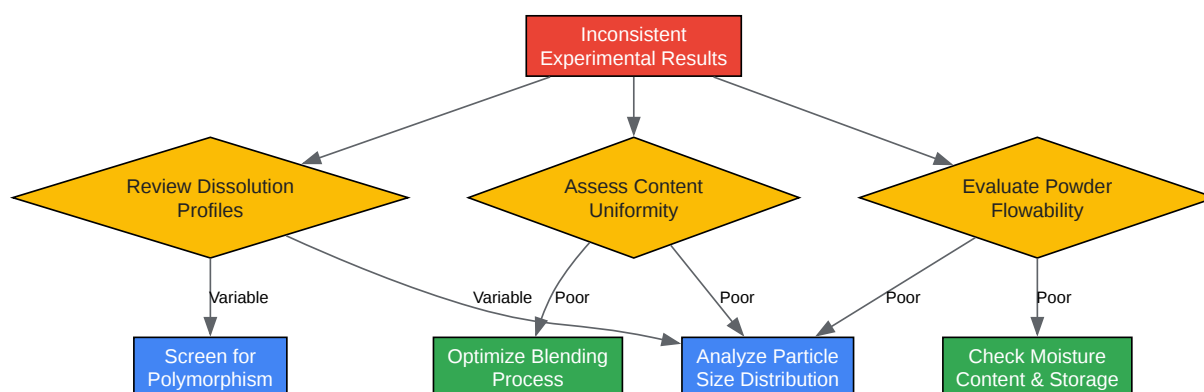 Inconsistent
Experimental Results
Review Dissolution
Profiles
Assess Content
Uniformity
Evaluate Powder
Flowability
Variable
Variable
Poor
Poor
Poor
Poor
Screen for
Polymorphism
Optimize Blending
Process
Analyze Particle
Size Distribution
Check Moisture
Content & Storage